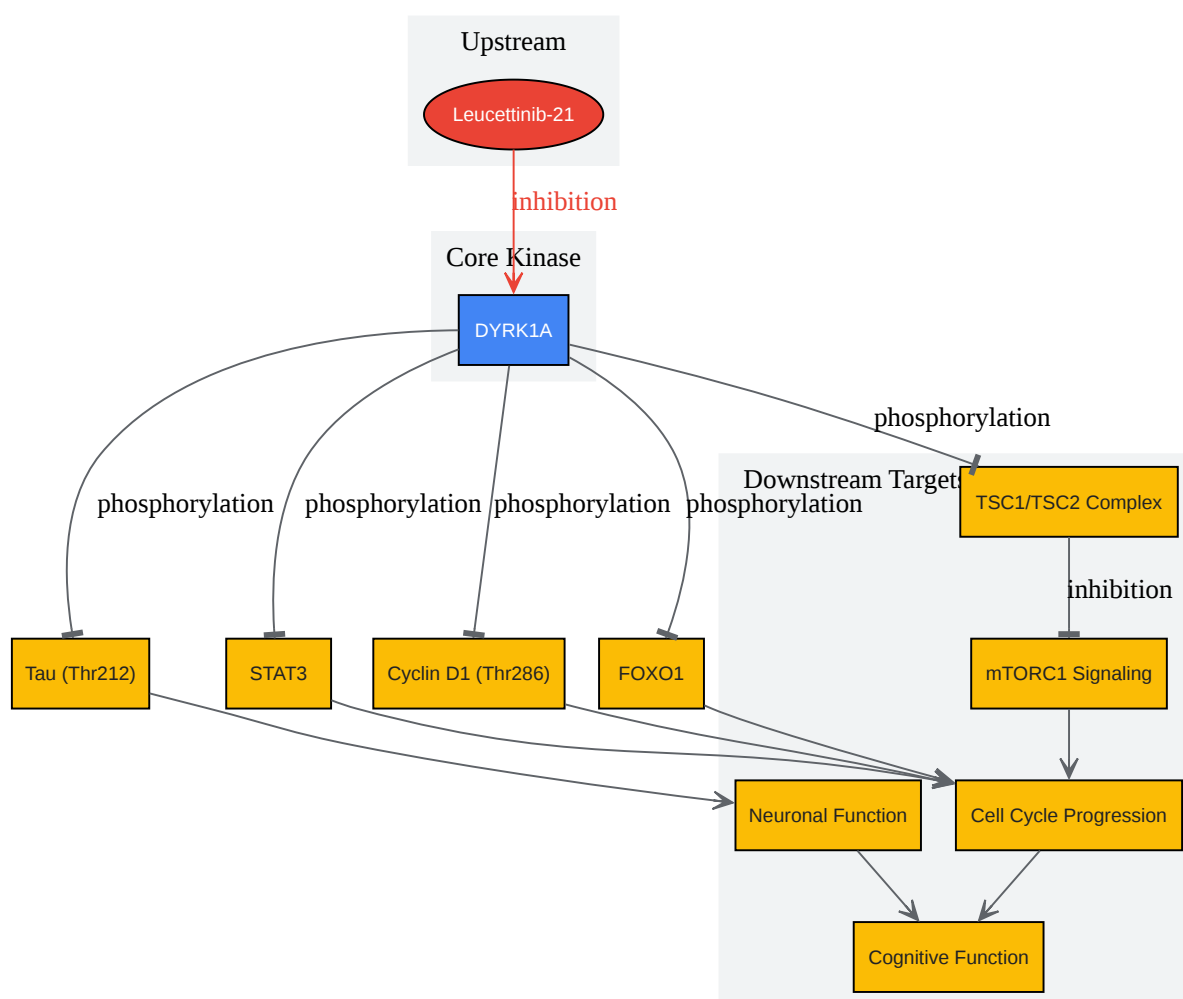 Upstream
Leucettinib-21
inhibition
Core Kinase
DYRK1A
phosphorylation
Downstream Targets
TSC1/TSC2 Complex
phosphorylation
phosphorylation
phosphorylation
phosphorylation
inhibition
Tau (Thr212)
STAT3
Cyclin D1 (Thr286)
FOXO1
mTORC1 Signaling
Neuronal Function
Cell Cycle Progression
Cognitive Function